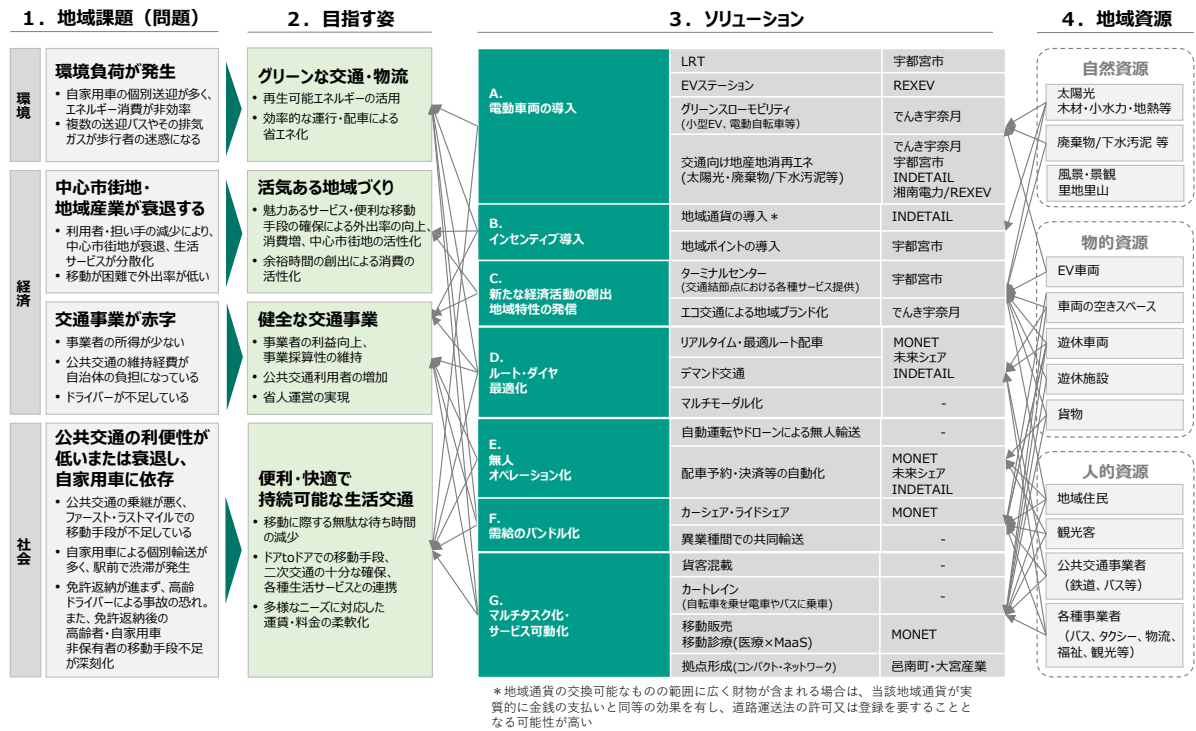 1．地域課題（問題）
2．目指す姿
3．ソリューション
4．地域資源
環境
環境負荷が発生
• 自家用車の個別送迎が多く、
エネルギー消費が非効率
• 複数の送迎バスやその排気
ガスが歩行者の迷惑になる
グリーンな交通・物流
• 再生可能エネルギーの活用
• 効率的な運行・配車による
省エネ化
経済
中心市街地・
地域産業が衰退する
• 利用者・担い手の減少により、
中心市街地が衰退、生活
サービスが分散化
• 移動が困難で外出率が低い
活気ある地域づくり
• 魅力あるサービス・便利な移動
手段の確保による外出率の向上、
消費増、中心市街地の活性化
• 余裕時間の創出による消費の
活性化
交通事業が赤字
• 事業者の所得が少ない
• 公共交通の維持経費が
自治体の負担になっている
• ドライバーが不足している
健全な交通事業
• 事業者の利益向上、
事業採算性の維持
• 公共交通利用者の増加
• 省人運営の実現
社会
公共交通の利便性が
低いまたは衰退し、
自家用車に依存
• 公共交通の乗継が悪く、
ファースト・ラストマイルでの
移動手段が不足している
• 自家用車による個別輸送が
多く、駅前で渋滞が発生
• 免許返納が進まず、高齢
ドライバーによる事故の恐れ。
また、免許返納後の
高齢者・自家用車
非保有者の移動手段不足
が深刻化
便利・快適で
持続可能な生活交通
• 移動に際する無駄な待ち時間
の減少
• ドアtoドアでの移動手段、
二次交通の十分な確保、
各種生活サービスとの連携
• 多様なニーズに対応した
運賃・料金の柔軟化
A.
電動車両の導入
LRT
宇都宮市
EVステーション
REXEV
グリーンスローモビリティ
(小型EV、電動自転車等)
でんき宇奈月
交通向け地産地消再エネ
(太陽光・廃棄物/下水汚泥等)
でんき宇奈月
宇都宮市
INDETAIL
湘南電力/REXEV
B.
インセンティブ導入
地域通貨の導入＊
INDETAIL
地域ポイントの導入
宇都宮市
C.
新たな経済活動の創出
地域特性の発信
ターミナルセンター
(交通結節点における各種サービス提供)
宇都宮市
エコ交通による地域ブランド化
でんき宇奈月
D.
ルート・ダイヤ
最適化
リアルタイム・最適ルート配車
デマンド交通
MONET
未来シェア
INDETAIL
マルチモーダル化
-
E.
無人
オペレーション化
自動運転やドローンによる無人輸送
-
配車予約・決済等の自動化
MONET
未来シェア
INDETAIL
F.
需給のバンドル化
カーシェア・ライドシェア
MONET
異業種間での共同輸送
-
G.
マルチタスク化・
サービス可動化
貨客混載
-
カートレイン
(自転車を乗せ電車やバスに乗車)
-
移動販売
移動診療(医療×MaaS)
MONET
拠点形成(コンパクト・ネットワーク)
邑南町・大宮産業
＊地域通貨の交換可能なものの範囲に広く財物が含まれる場合は、当該地域通貨が実
質的に金銭の支払いと同等の効果を有し、道路運送法の許可又は登録を要することと
なる可能性が高い
自然資源
太陽光
木材・小水力・地熱等
廃棄物/下水汚泥 等
風景・景観
里地里山
物的資源
EV車両
車両の空きスペース
遊休車両
遊休施設
貨物
人的資源
地域住民
観光客
公共交通事業者
（鉄道、バス等）
各種事業者
（バス、タクシー、物流、
福祉、観光等）